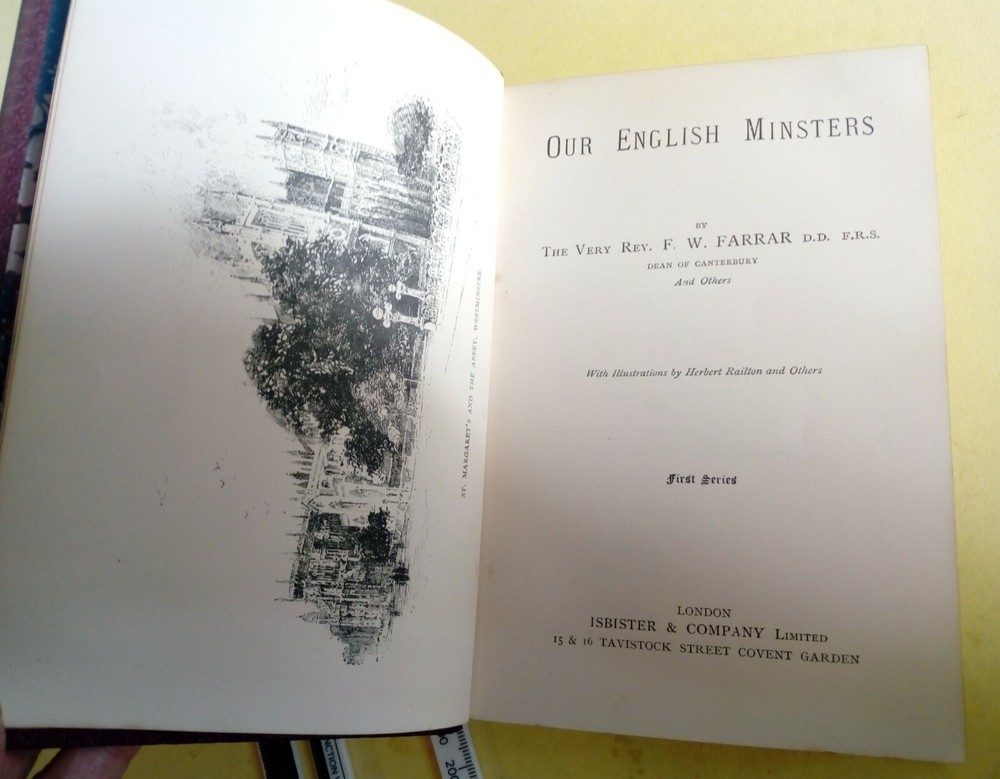 ST. MARGARET'S AND THE ABBEY, WESTMINSTER.
OUR ENGLISH MINSTERS
BY
THE VERY REV. F. W. FARRAR D.D. F.R.S.
DEAN OF CANTERBURY
And Others
With Illustrations by Herbert Railton and Others
First Series
LONDON
ISBISTER & COMPANY LIMITED
15 & 16 TAVISTOCK STREET COVENT GARDEN